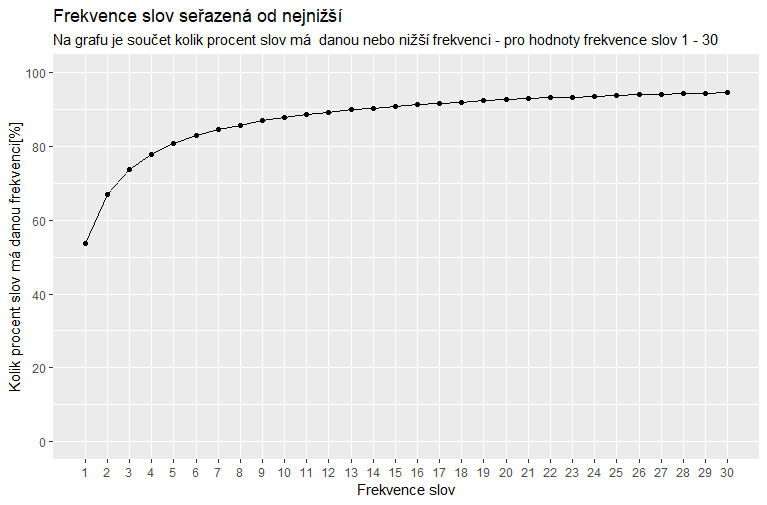 Frekvence slov seřazená od nejnižší
Na grafu je součet kolik procent slov má  danou nebo nižší frekvenci - pro hodnoty frekvence slov 1 - 30
Kolik procent slov má danou frekvenci[%]
100
80
60
40
20
0
1 2 3 4 5 6 7 8 9 10 11 12 13 14 15 16 17 18 19 20 21 22 23 24 25 26 27 28 29 30
Frekvence slov